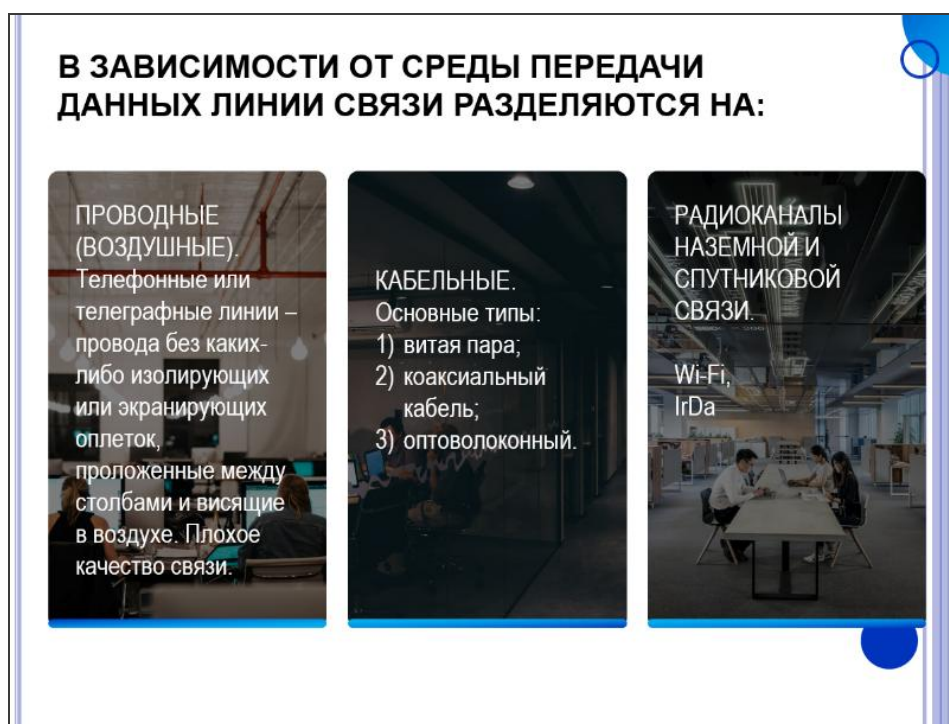 В ЗАВИСИМОСТИ ОТ СРЕДЫ ПЕРЕДАЧИ
ДАННЫХ ЛИНИИ СВЯЗИ РАЗДЕЛЯЮТСЯ НА:
ПРОВОДНЫЕ
(ВОЗДУШНЫЕ).
Телефонные или
телеграфные линии –
провода без каких-
либо изолирующих
или экранирующих
оплеток,
проложенные между
столбами и висящие
в воздухе. Плохое
качество связи.
КАБЕЛЬНЫЕ.
Основные типы:
1) витая пара;
2) коаксиальный
кабель;
3) оптоволоконный.
РАДИОКАНАЛЫ
НАЗЕМНОЙ И
СПУТНИКОВОЙ
СВЯЗИ.
Wi-Fi,
IrDa